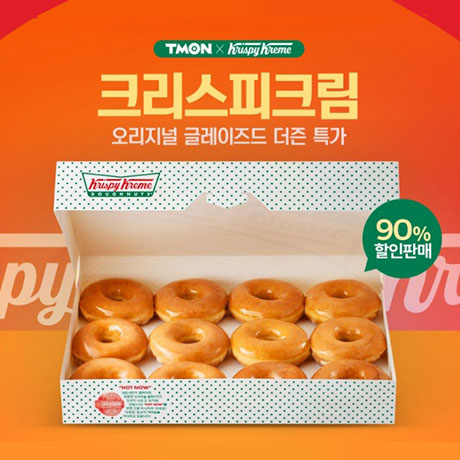 TMON × Krispy Kreme
크리스피크림
오리지널 글레이즈드 더즌 특가
Krispy Kreme
DOUGHNUTS
90%
할인판매
"HOT NOW"